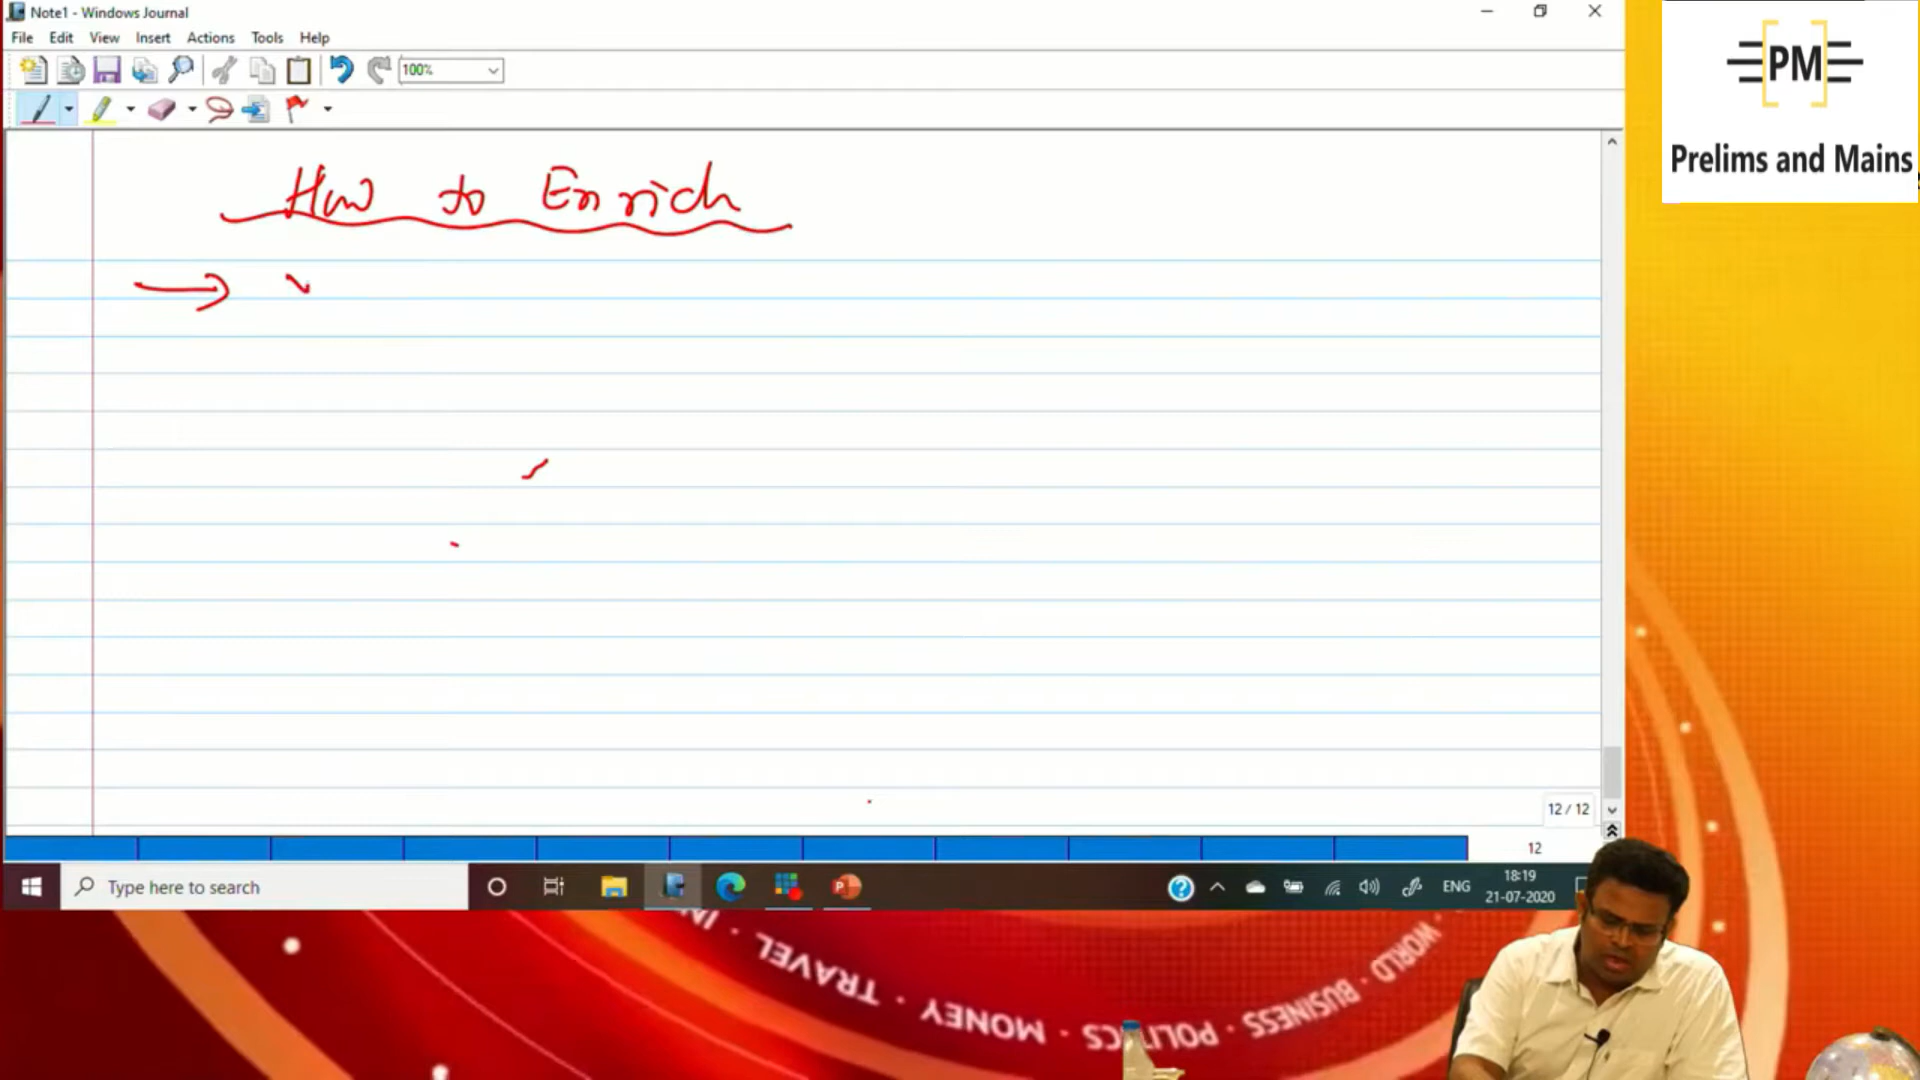 Note1 - Windows Journal
File Edit View Insert Actions Tools Help
100%
PM
Prelims and Mains
How to Enrich
12 / 12
12
Type here to search
ENG
18:19
21-07-2020
WORLD · BUSINESS · POLITICS · MONEY · TRAVEL ·